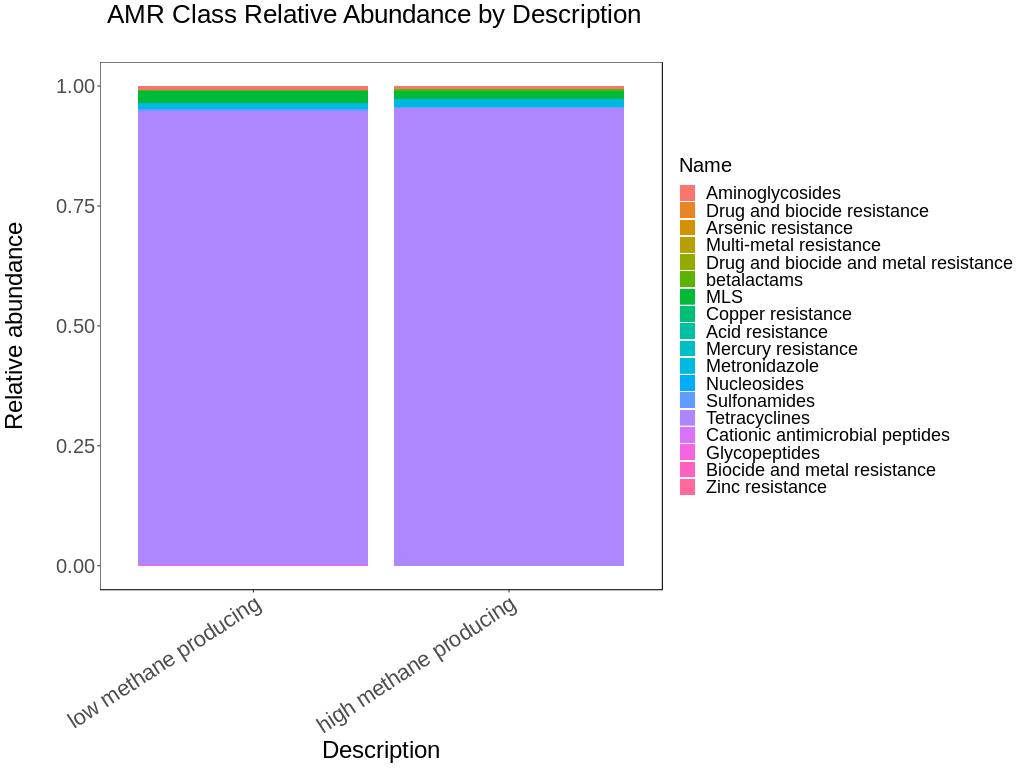 AMR Class Relative Abundance by Description
Relative abundance
1.00
0.75
0.50
0.25
0.00
low methane producing
high methane producing
Description
Name
Aminoglycosides
Drug and biocide resistance
Arsenic resistance
Multi-metal resistance
Drug and biocide and metal resistance
betalactams
MLS
Copper resistance
Acid resistance
Mercury resistance
Metronidazole
Nucleosides
Sulfonamides
Tetracyclines
Cationic antimicrobial peptides
Glycopeptides
Biocide and metal resistance
Zinc resistance